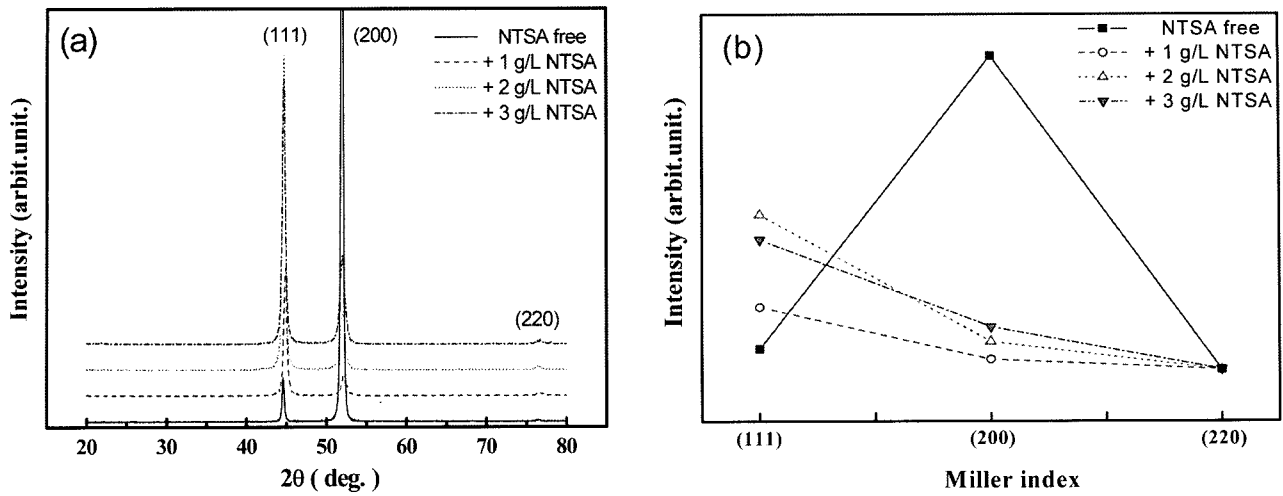 (a)
(111)
(200)
NTSA free
+ 1 g/L NTSA
+ 2 g/L NTSA
+ 3 g/L NTSA
(220)
Intensity (arbit.unit.)
20 30 40 50 60 70 80
2θ ( deg. )
(b)
NTSA free
+ 1 g/L NTSA
+ 2 g/L NTSA
+ 3 g/L NTSA
Intensity (arbit.unit.)
(111) (200) (220)
Miller index